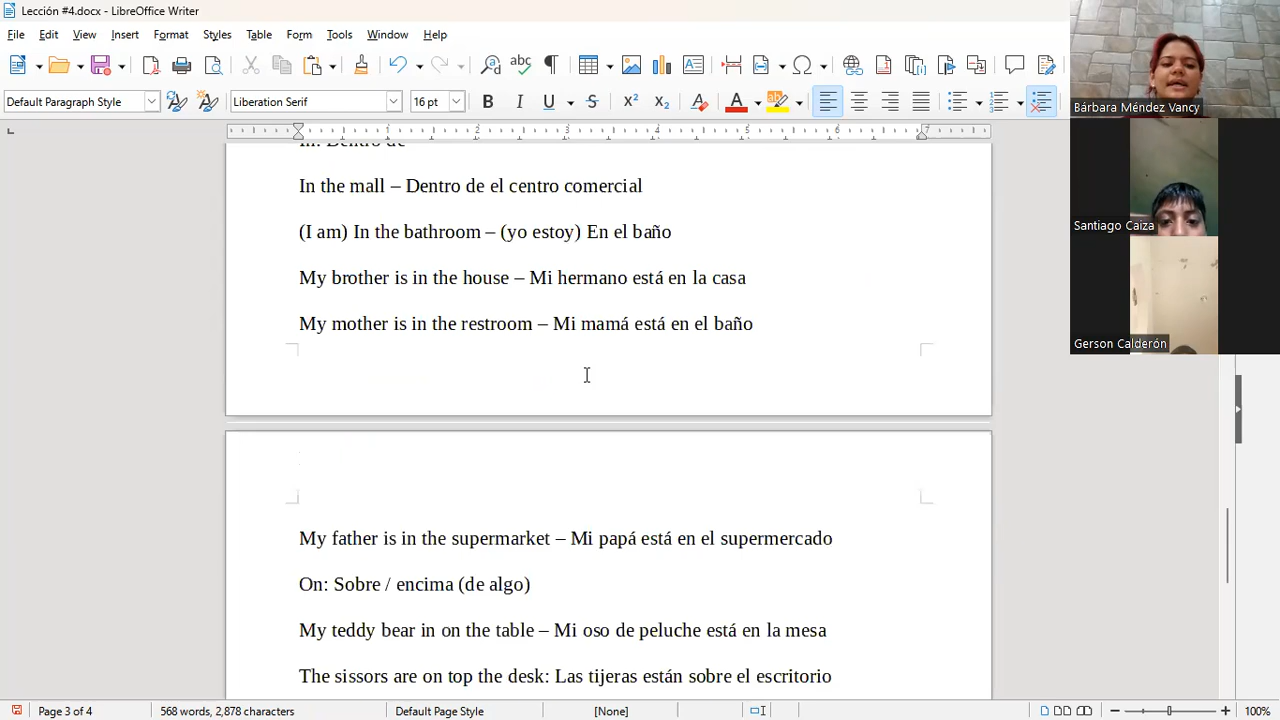 Lección #4.docx - LibreOffice Writer
File Edit View Insert Format Styles Table Form Tools Window Help
Default Paragraph Style Liberation Serif 16 pt
In: Dentro de
In the mall – Dentro de el centro comercial
(I am) In the bathroom – (yo estoy) En el baño
My brother is in the house – Mi hermano está en la casa
My mother is in the restroom – Mi mamá está en el baño
My father is in the supermarket – Mi papá está en el supermercado
On: Sobre / encima (de algo)
My teddy bear in on the table – Mi oso de peluche está en la mesa
The sissors are on top the desk: Las tijeras están sobre el escritorio
Page 3 of 4 568 words, 2,878 characters Default Page Style [None] 100%
Bárbara Méndez Vancy
Santiago Caiza
Gerson Calderón